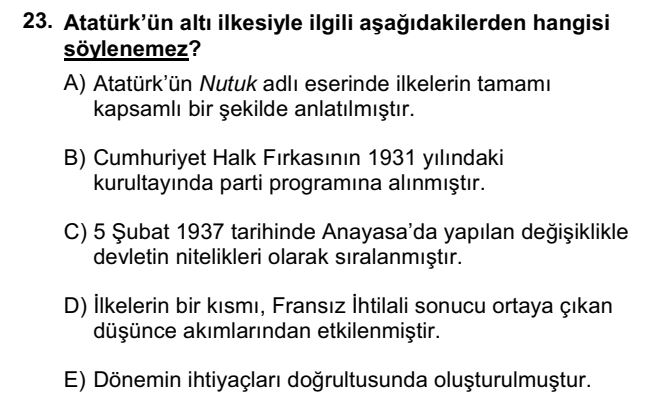 23. Atatürk'ün altı ilkesiyle ilgili aşağıdakilerden hangisi
söylenemez?
A) Atatürk'ün Nutuk adlı eserinde ilkelerin tamamı
kapsamlı bir şekilde anlatılmıştır.
B) Cumhuriyet Halk Fırkasının 1931 yılındaki
kurultayında parti programına alınmıştır.
C) 5 Şubat 1937 tarihinde Anayasa'da yapılan değişiklikle
devletin nitelikleri olarak sıralanmıştır.
D) İlkelerin bir kısmı, Fransız İhtilali sonucu ortaya çıkan
düşünce akımlarından etkilenmiştir.
E) Dönemin ihtiyaçları doğrultusunda oluşturulmuştur.